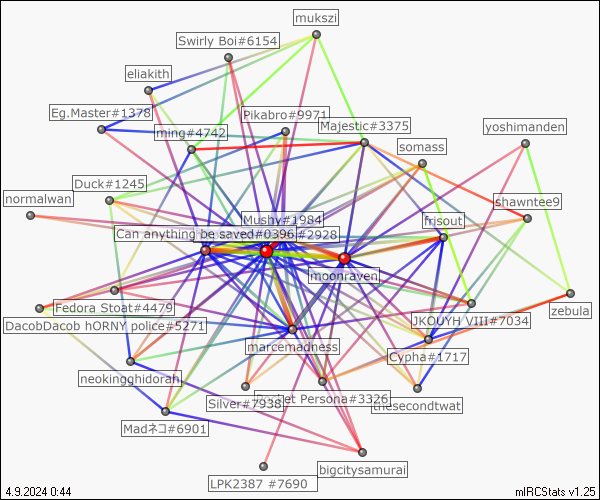 mukszi
Swirly Boi#6154
eliakith
Eg.Master#1378
Pikabro#9971
ming#4742
Majestic#3375
yoshimanden
somass
Duck#1245
normalwan
shawntee9
Mushy#1984
frisout
Can anything be saved#0396
#2928
moonraven
Fedora Stoat#4479
zebula
JKOUYH VIII#7034
DacobDacob hORNY police#5271
marcemadness
Cypha#1717
neokingghidorah
Persona#3326
Silver#7938
thesecondtwat
Madネコ#6901
bigcitysamurai
LPK2387 #7690
4.9.2024 0:44
mIRCStats v1.25